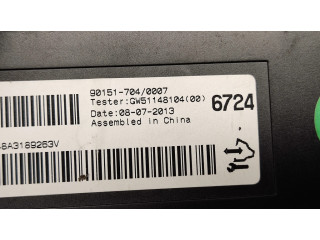 90151-704/0007
Tester:GW51148104(00)
Date:08-07-2013
Assembled in China
6724
8A3189263V